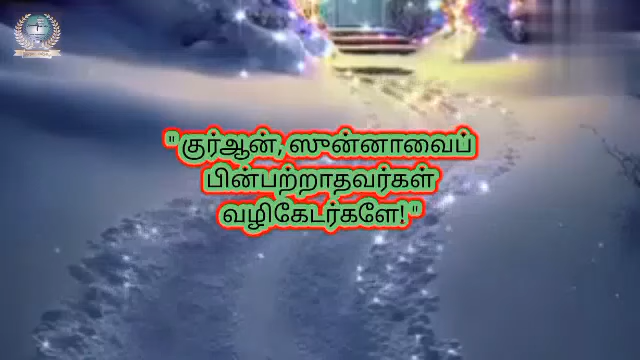 " குர்ஆன், ஸுன்னாவைப்
பின்பற்றாதவர்கள்
வழிகேடர்களே! "